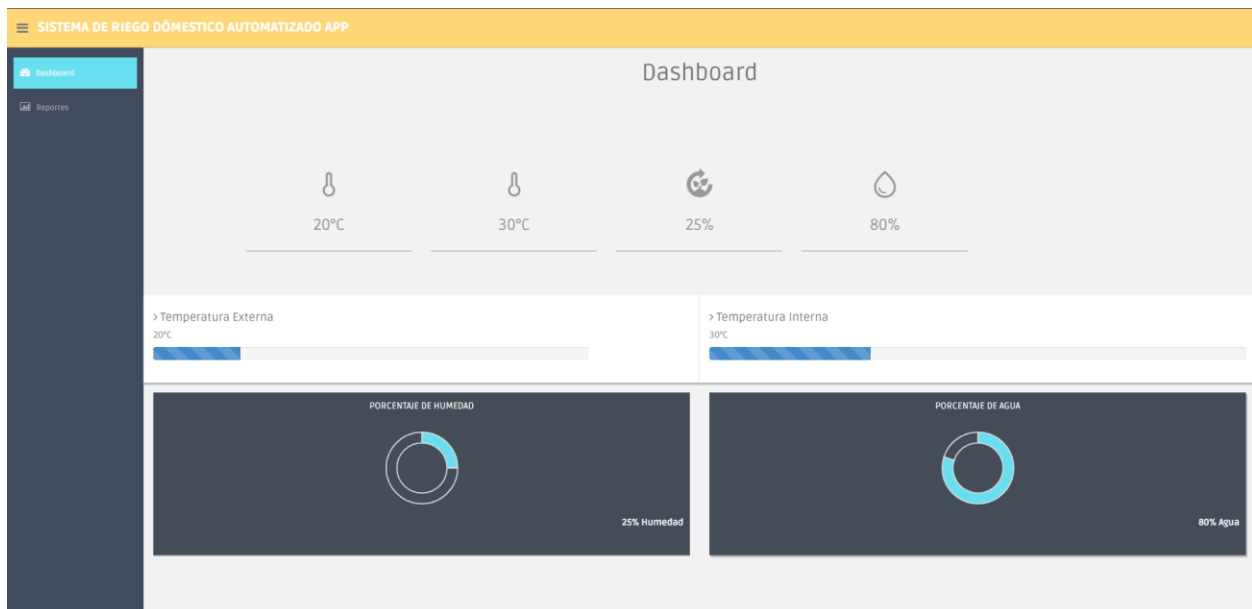 SISTEMA DE RIEGO DÓMESTICO AUTOMATIZADO APP
Dashboard
Reportes
Dashboard
20°C
30°C
25%
80%
> Temperatura Externa
20°C
> Temperatura Interna
30°C
PORCENTAJE DE HUMEDAD
25% Humedad
PORCENTAJE DE AGUA
80% Agua